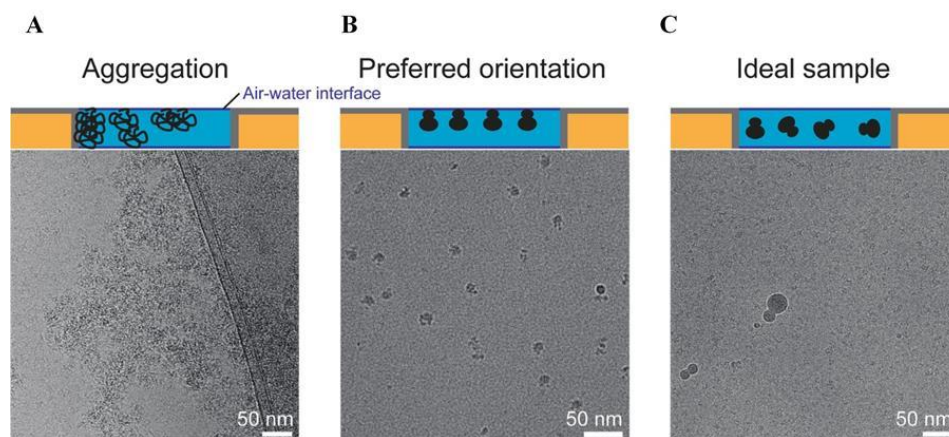 A
B
C
Aggregation
Preferred orientation
Ideal sample
Air-water interface
50 nm
50 nm
50 nm